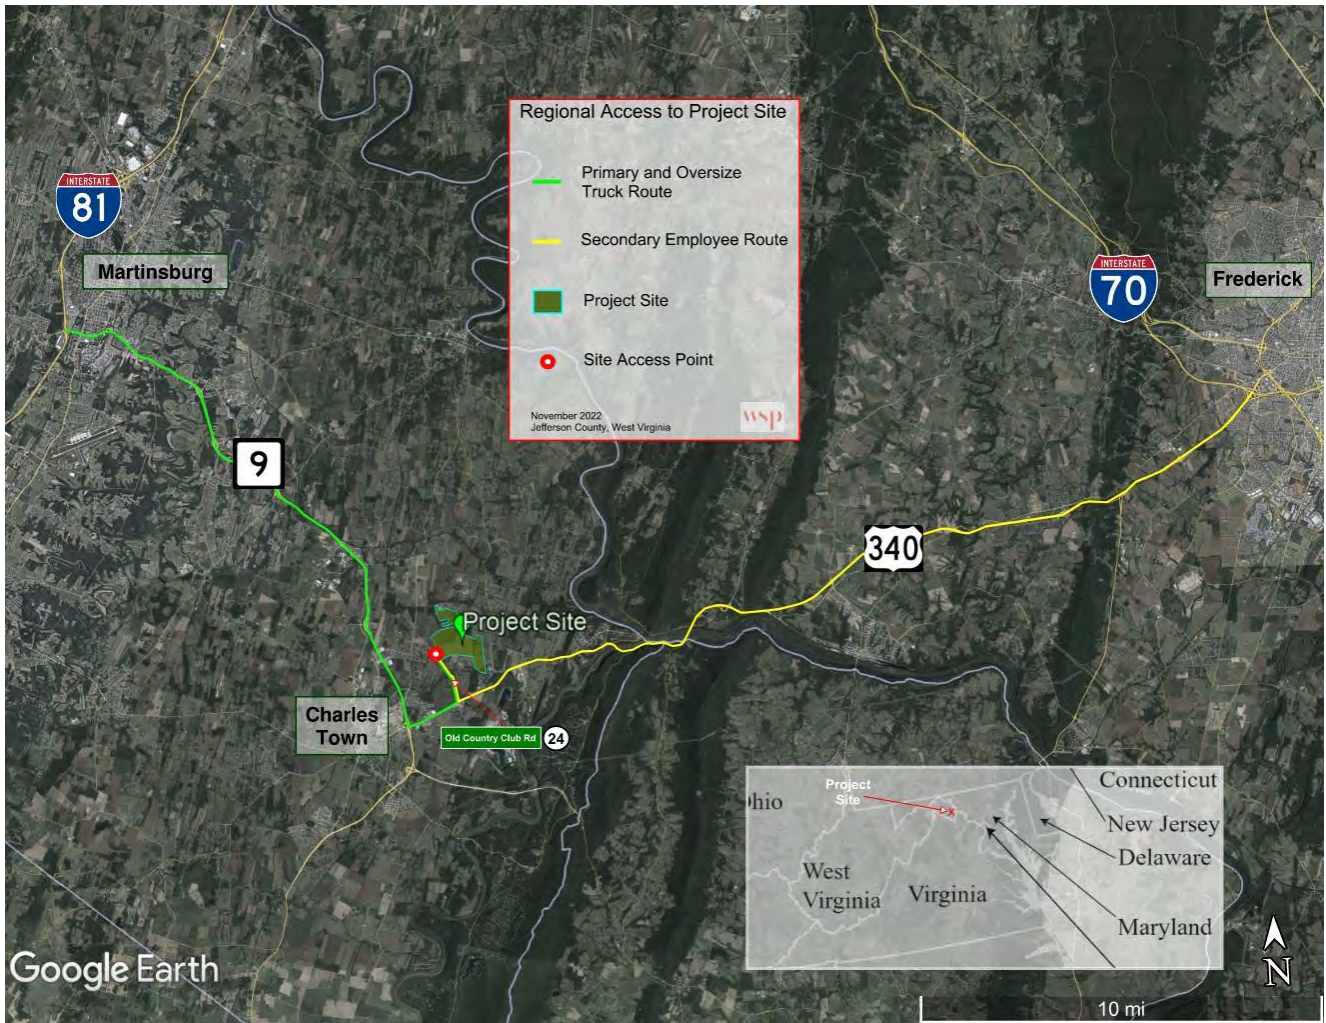 Regional Access to Project Site
Primary and Oversize
Truck Route
Secondary Employee Route
Project Site
Site Access Point
November 2022
Jefferson County, West Virginia
wsp
INTERSTATE
81
Martinsburg
INTERSTATE
70
Frederick
9
340
Project Site
Charles
Town
Old Country Club Rd
24
Project
Site
hio
West
Virginia
Virginia
Connecticut
New Jersey
Delaware
Maryland
Google Earth
N
10 mi